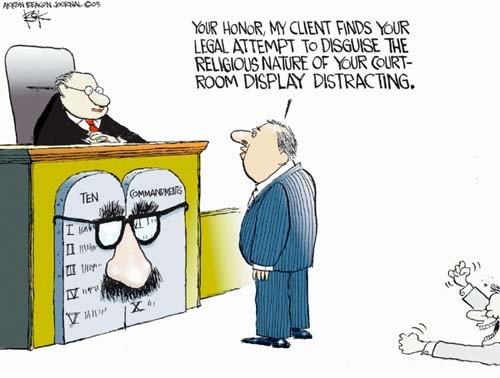 AKRON BEACON JOURNAL ©05
YOUR HONOR, MY CLIENT FINDS YOUR
LEGAL ATTEMPT TO DISGUISE THE
RELIGIOUS NATURE OF YOUR COURT-
ROOM DISPLAY DISTRACTING.
TEN COMMANDMENTS
I
II
III
IV
V
VI
X